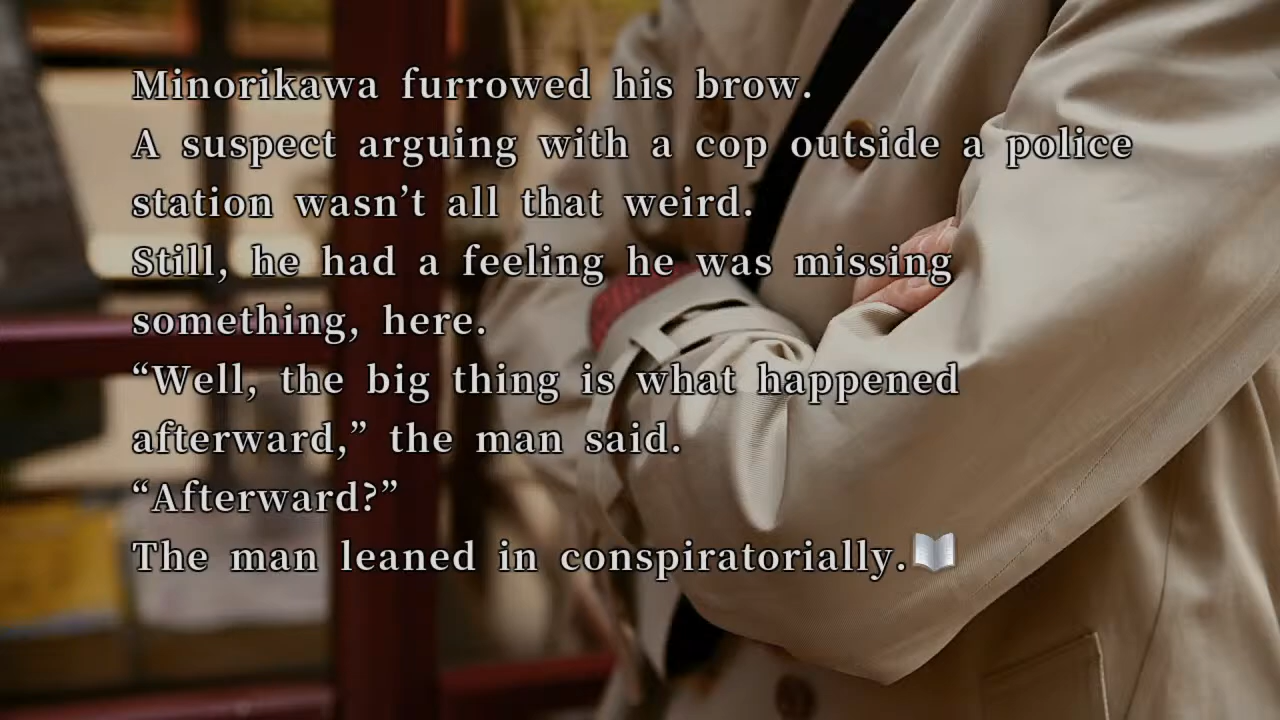 Minorikawa furrowed his brow.
A suspect arguing with a cop outside a police
station wasn’t all that weird.
Still, he had a feeling he was missing
something, here.
“Well, the big thing is what happened
afterward,” the man said.
“Afterward?”
The man leaned in conspiratorially.